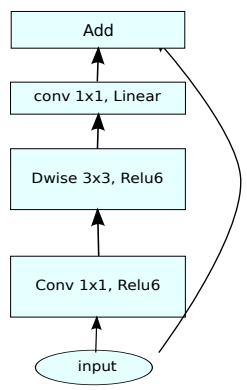 Add
conv 1x1, Linear
Dwise 3x3, Relu6
Conv 1x1, Relu6
input